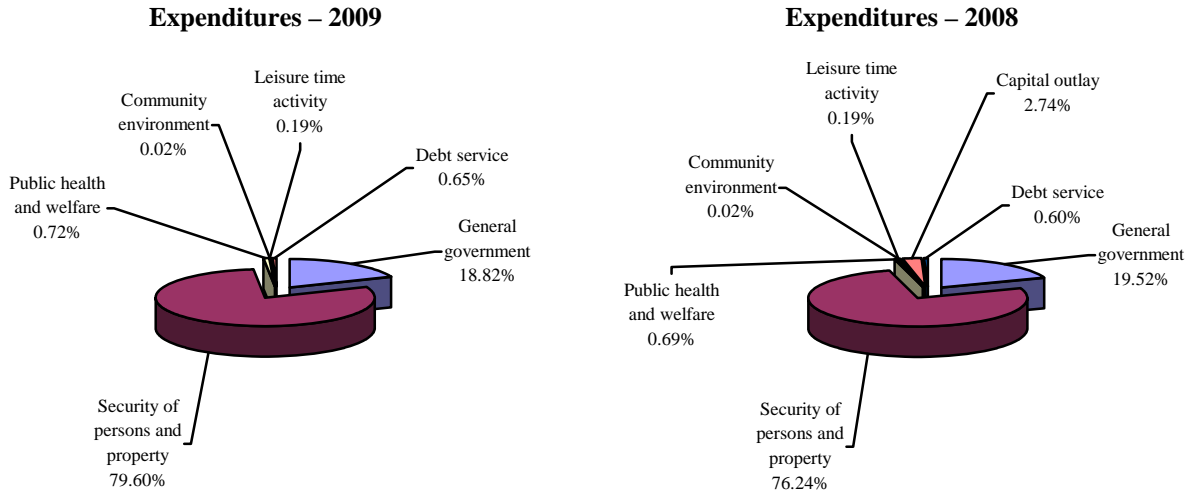 Expenditures – 2009
Leisure time
activity
0.19%
Community
environment
0.02%
Debt service
0.65%
Public health
and welfare
0.72%
General
government
18.82%
Security of
persons and
property
79.60%
Expenditures – 2008
Leisure time
activity
0.19%
Capital outlay
2.74%
Community
environment
0.02%
Debt service
0.60%
General
government
19.52%
Public health
and welfare
0.69%
Security of
persons and
property
76.24%